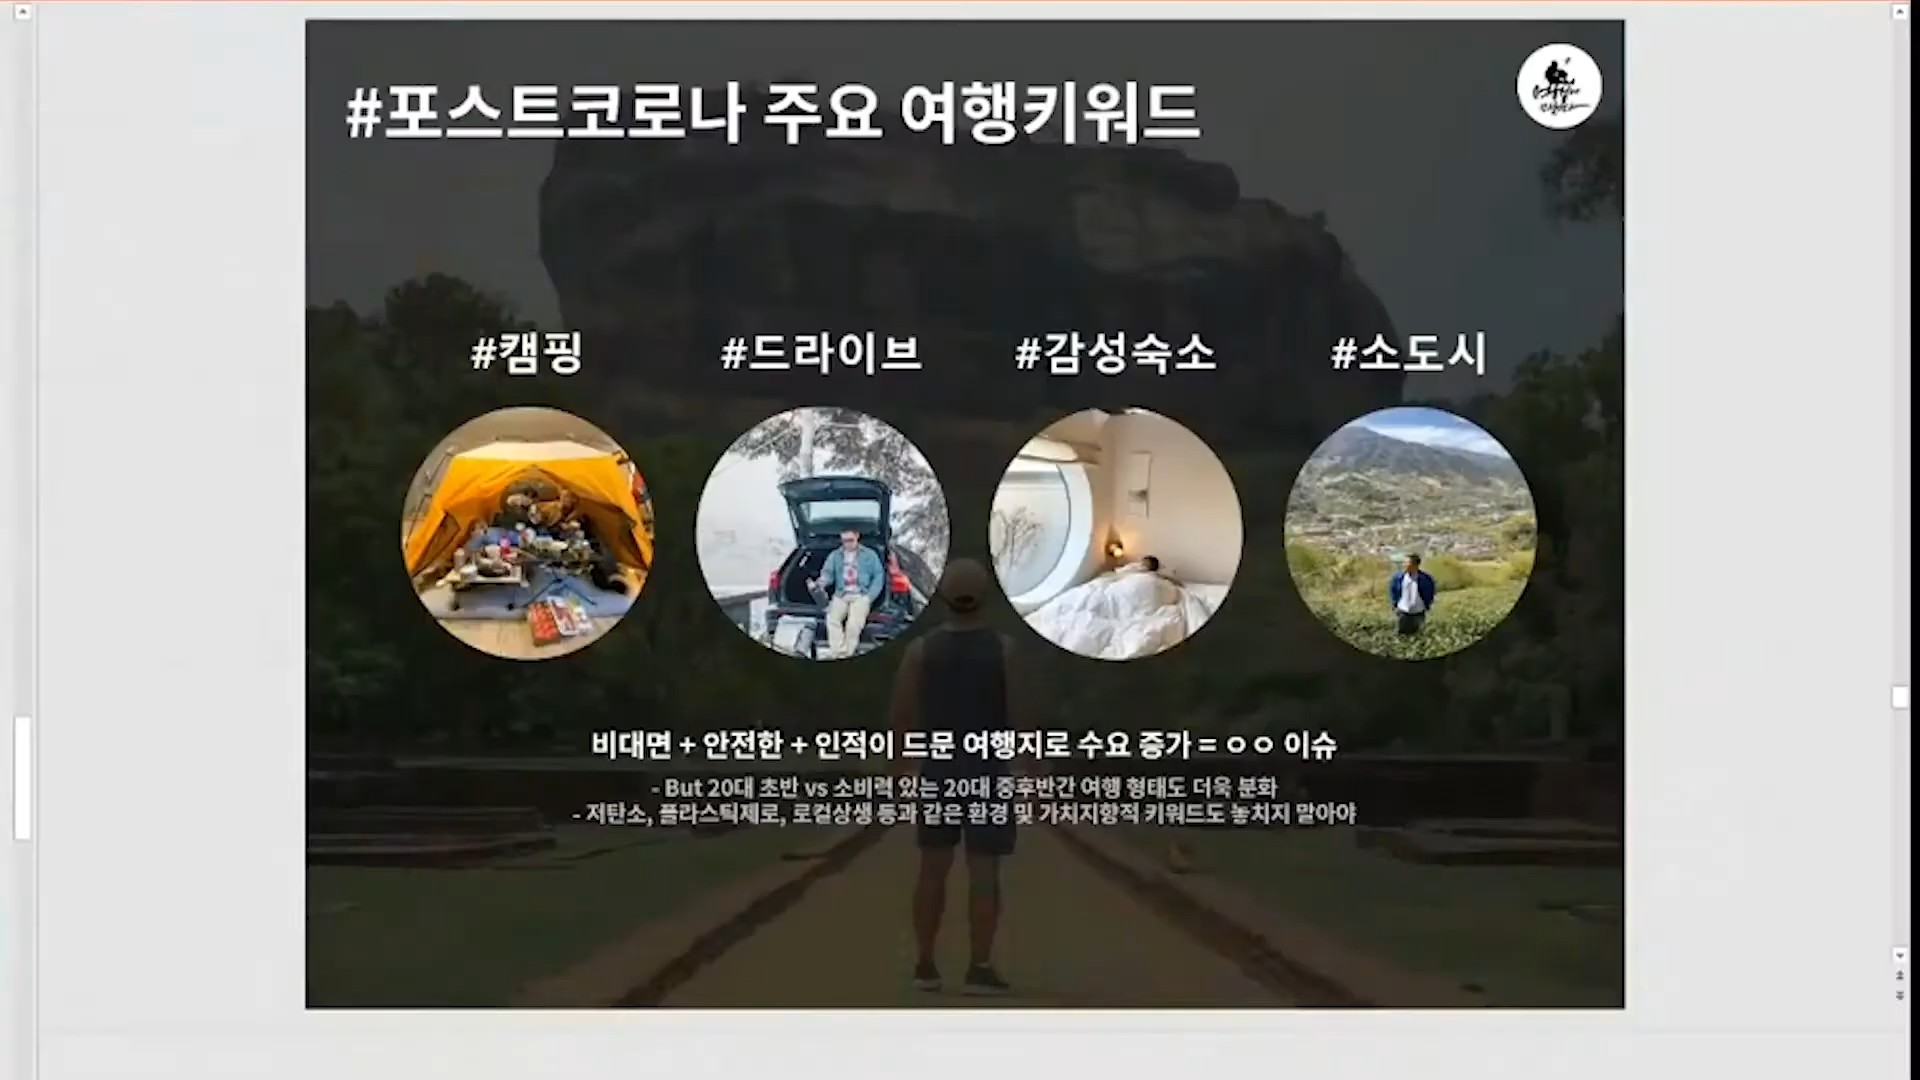 #포스트코로나 주요 여행키워드
#캠핑
#드라이브
#감성숙소
#소도시
비대면 + 안전한 + 인적이 드문 여행지로 수요 증가 = ㅇㅇ 이슈
- But 20대 초반 vs 소비력 있는 20대 중후반간 여행 형태도 더욱 분화
- 저탄소, 플라스틱제로, 로컬상생 등과 같은 환경 및 가치지향적 키워드도 놓치지 말아야